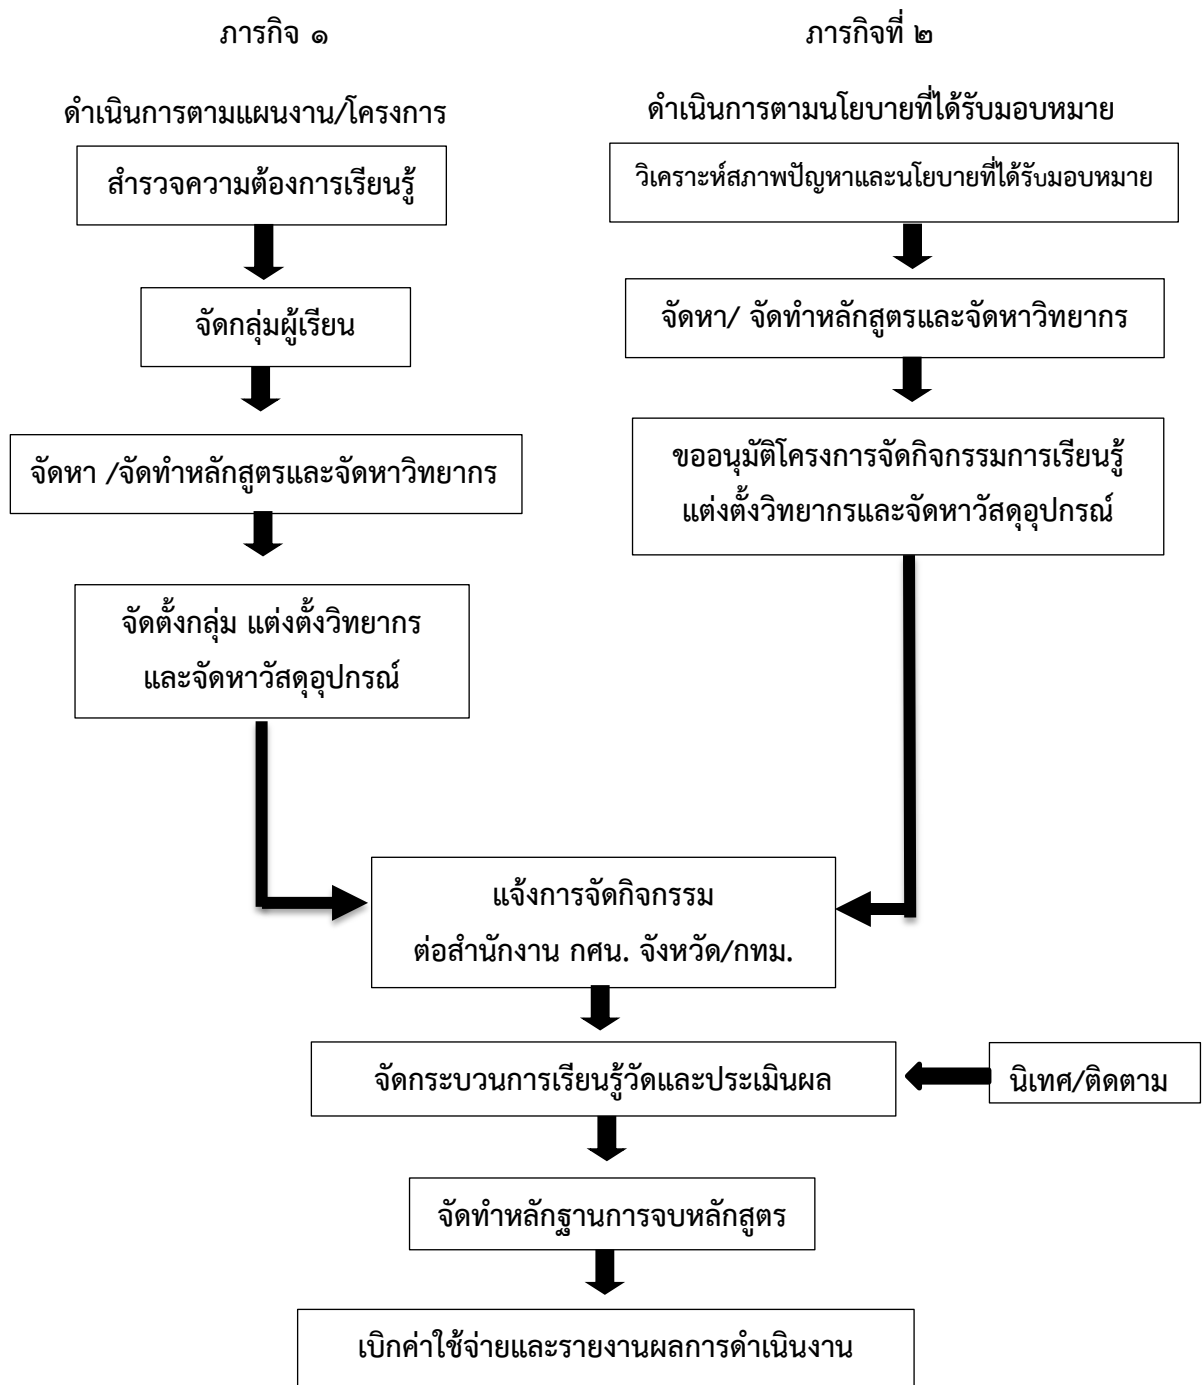 ภารกิจ ๑
ดำเนินการตามแผนงาน/โครงการ
สำรวจความต้องการเรียนรู้
จัดกลุ่มผู้เรียน
จัดหา /จัดทำหลักสูตรและจัดหาวิทยากร
จัดตั้งกลุ่ม แต่งตั้งวิทยากร
และจัดหาวัสดุอุปกรณ์
ภารกิจที่ ๒
ดำเนินการตามนโยบายที่ได้รับมอบหมาย
วิเคราะห์สภาพปัญหาและนโยบายที่ได้รับมอบหมาย
จัดหา/ จัดทำหลักสูตรและจัดหาวิทยากร
ขออนุมัติโครงการจัดกิจกรรมการเรียนรู้
แต่งตั้งวิทยากรและจัดหาวัสดุอุปกรณ์
แจ้งการจัดกิจกรรม
ต่อสำนักงาน กศน. จังหวัด/กทม.
จัดกระบวนการเรียนรู้วัดและประเมินผล
นิเทศ/ติดตาม
จัดทำหลักฐานการจบหลักสูตร
เบิกค่าใช้จ่ายและรายงานผลการดำเนินงาน